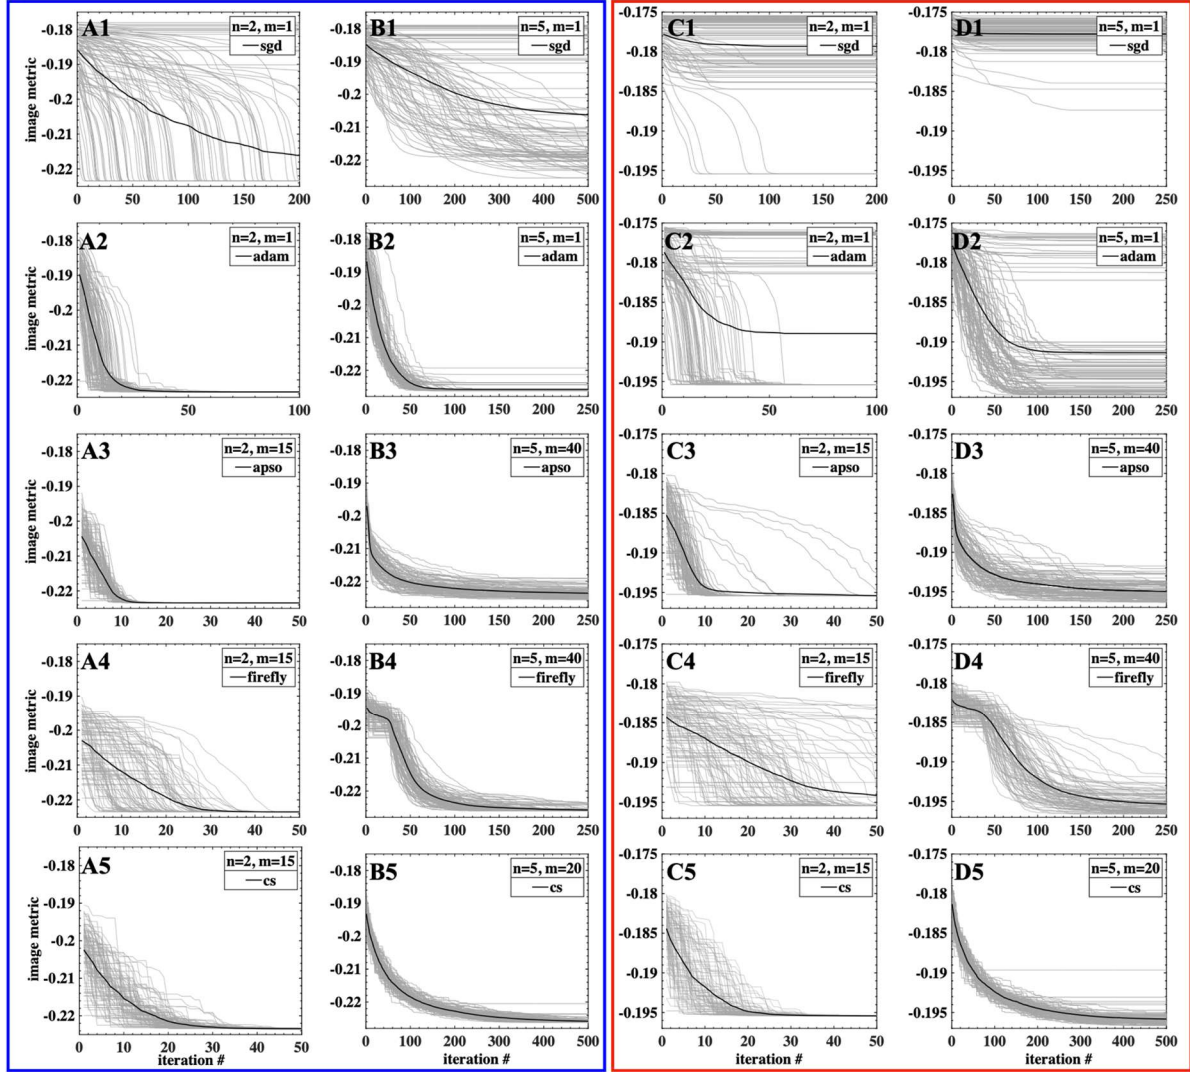 A1
n=2, m=1
sgd
image metric
-0.18
-0.19
-0.2
-0.21
-0.22
0 50 100 150 200
B1
n=5, m=1
sgd
-0.18
-0.19
-0.2
-0.21
-0.22
0 100 200 300 400 500
C1
n=2, m=1
sgd
-0.175
-0.18
-0.185
-0.19
-0.195
0 50 100 150 200
D1
n=5, m=1
sgd
-0.175
-0.18
-0.185
-0.19
-0.195
0 50 100 150 200 250
A2
n=2, m=1
adam
image metric
-0.18
-0.19
-0.2
-0.21
-0.22
0 50 100
B2
n=5, m=1
adam
-0.18
-0.19
-0.2
-0.21
-0.22
0 50 100 150 200 250
C2
n=2, m=1
adam
-0.175
-0.18
-0.185
-0.19
-0.195
0 50 100
D2
n=5, m=1
adam
-0.175
-0.18
-0.185
-0.19
-0.195
0 50 100 150 200 250
A3
n=2, m=15
apso
image metric
-0.18
-0.19
-0.2
-0.21
-0.22
0 10 20 30 40 50
B3
n=5, m=40
apso
-0.18
-0.19
-0.2
-0.21
-0.22
0 50 100 150 200 250
C3
n=2, m=15
apso
-0.175
-0.18
-0.185
-0.19
-0.195
0 10 20 30 40 50
D3
n=5, m=40
apso
-0.175
-0.18
-0.185
-0.19
-0.195
0 50 100 150 200 250
A4
n=2, m=15
firefly
image metric
-0.18
-0.19
-0.2
-0.21
-0.22
0 10 20 30 40 50
B4
n=5, m=40
firefly
-0.18
-0.19
-0.2
-0.21
-0.22
0 100 200 300 400 500
C4
n=2, m=15
firefly
-0.175
-0.18
-0.185
-0.19
-0.195
0 10 20 30 40 50
D4
n=5, m=40
firefly
-0.175
-0.18
-0.185
-0.19
-0.195
0 100 200 300 400 500
A5
n=2, m=15
cs
image metric
-0.18
-0.19
-0.2
-0.21
-0.22
0 10 20 30 40 50
iteration #
B5
n=5, m=20
cs
-0.18
-0.19
-0.2
-0.21
-0.22
0 100 200 300 400 500
iteration #
C5
n=2, m=15
cs
-0.175
-0.18
-0.185
-0.19
-0.195
0 10 20 30 40 50
iteration #
D5
n=5, m=20
cs
-0.175
-0.18
-0.185
-0.19
-0.195
0 100 200 300 400 500
iteration #